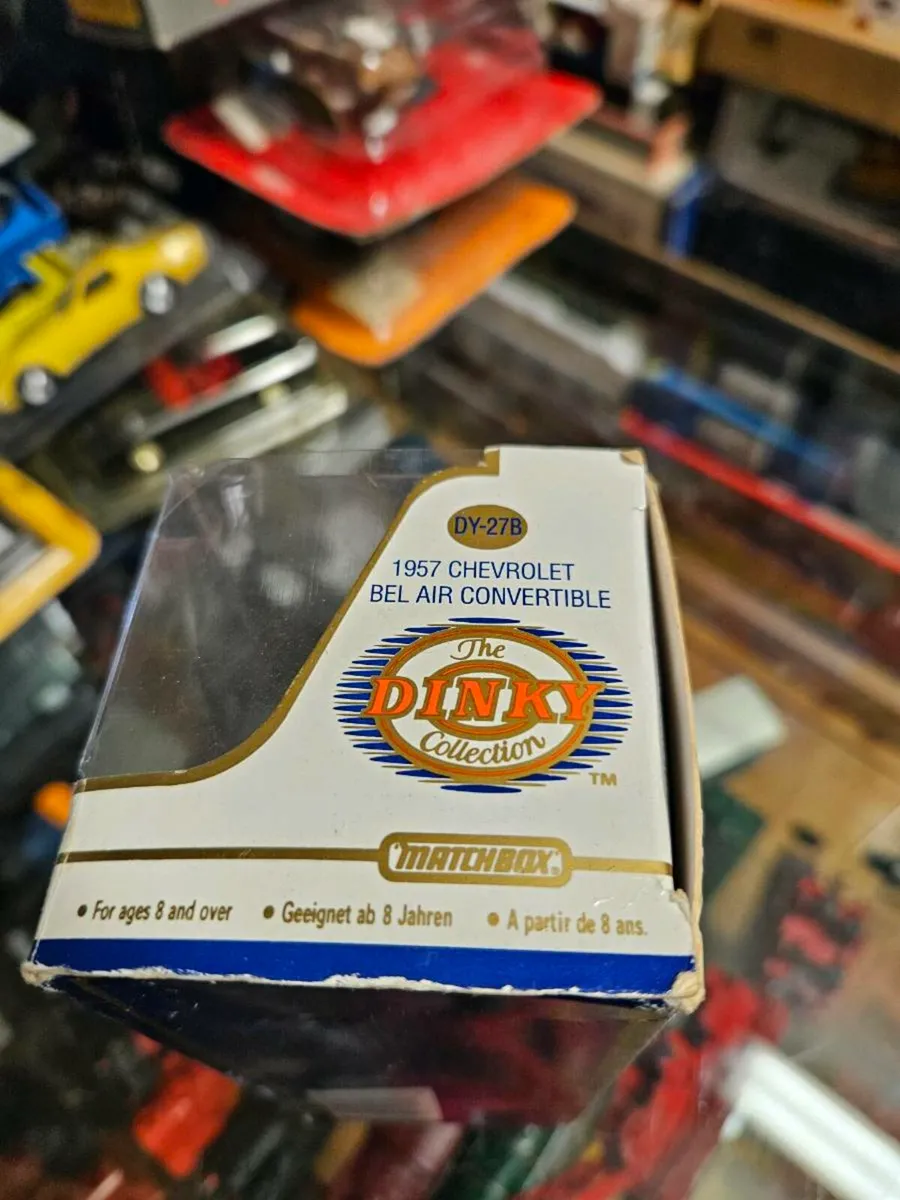 DY-27B
1957 CHEVROLET
BEL AIR CONVERTIBLE
The
DINKY
Collection
TM
MATCHBOX®
• For ages 8 and over • Geeignet ab 8 Jahren • A partir de 8 ans.